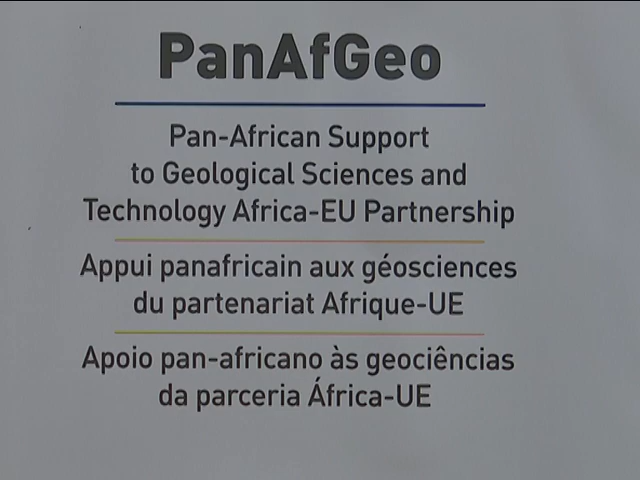 PanAfGeo
Pan-African Support
to Geological Sciences and
Technology Africa-EU Partnership
Appui panafricain aux géosciences
du partenariat Afrique-UE
Apoio pan-africano às geociências
da parceria África-UE